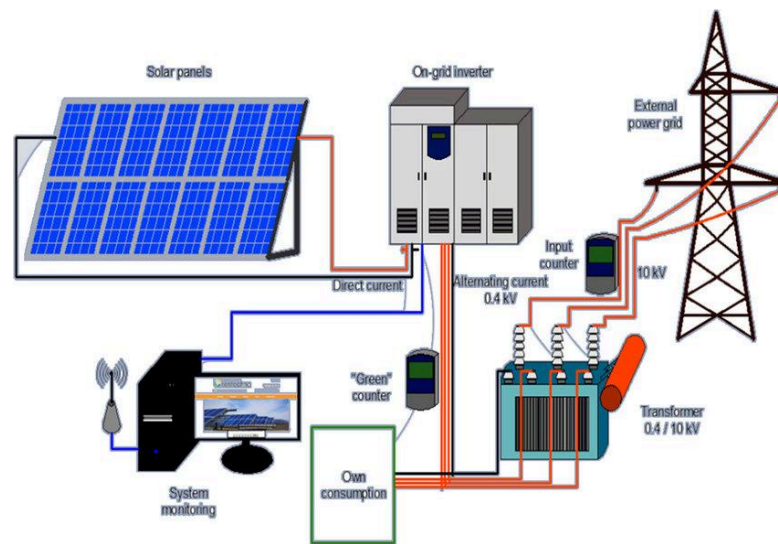 Solar panels
On-grid inverter
External
power grid
Input
counter
10 kV
Direct current
Alternating current
0.4 kV
"Green"
counter
Transformer
0.4 / 10 kV
Own
consumption
System
monitoring